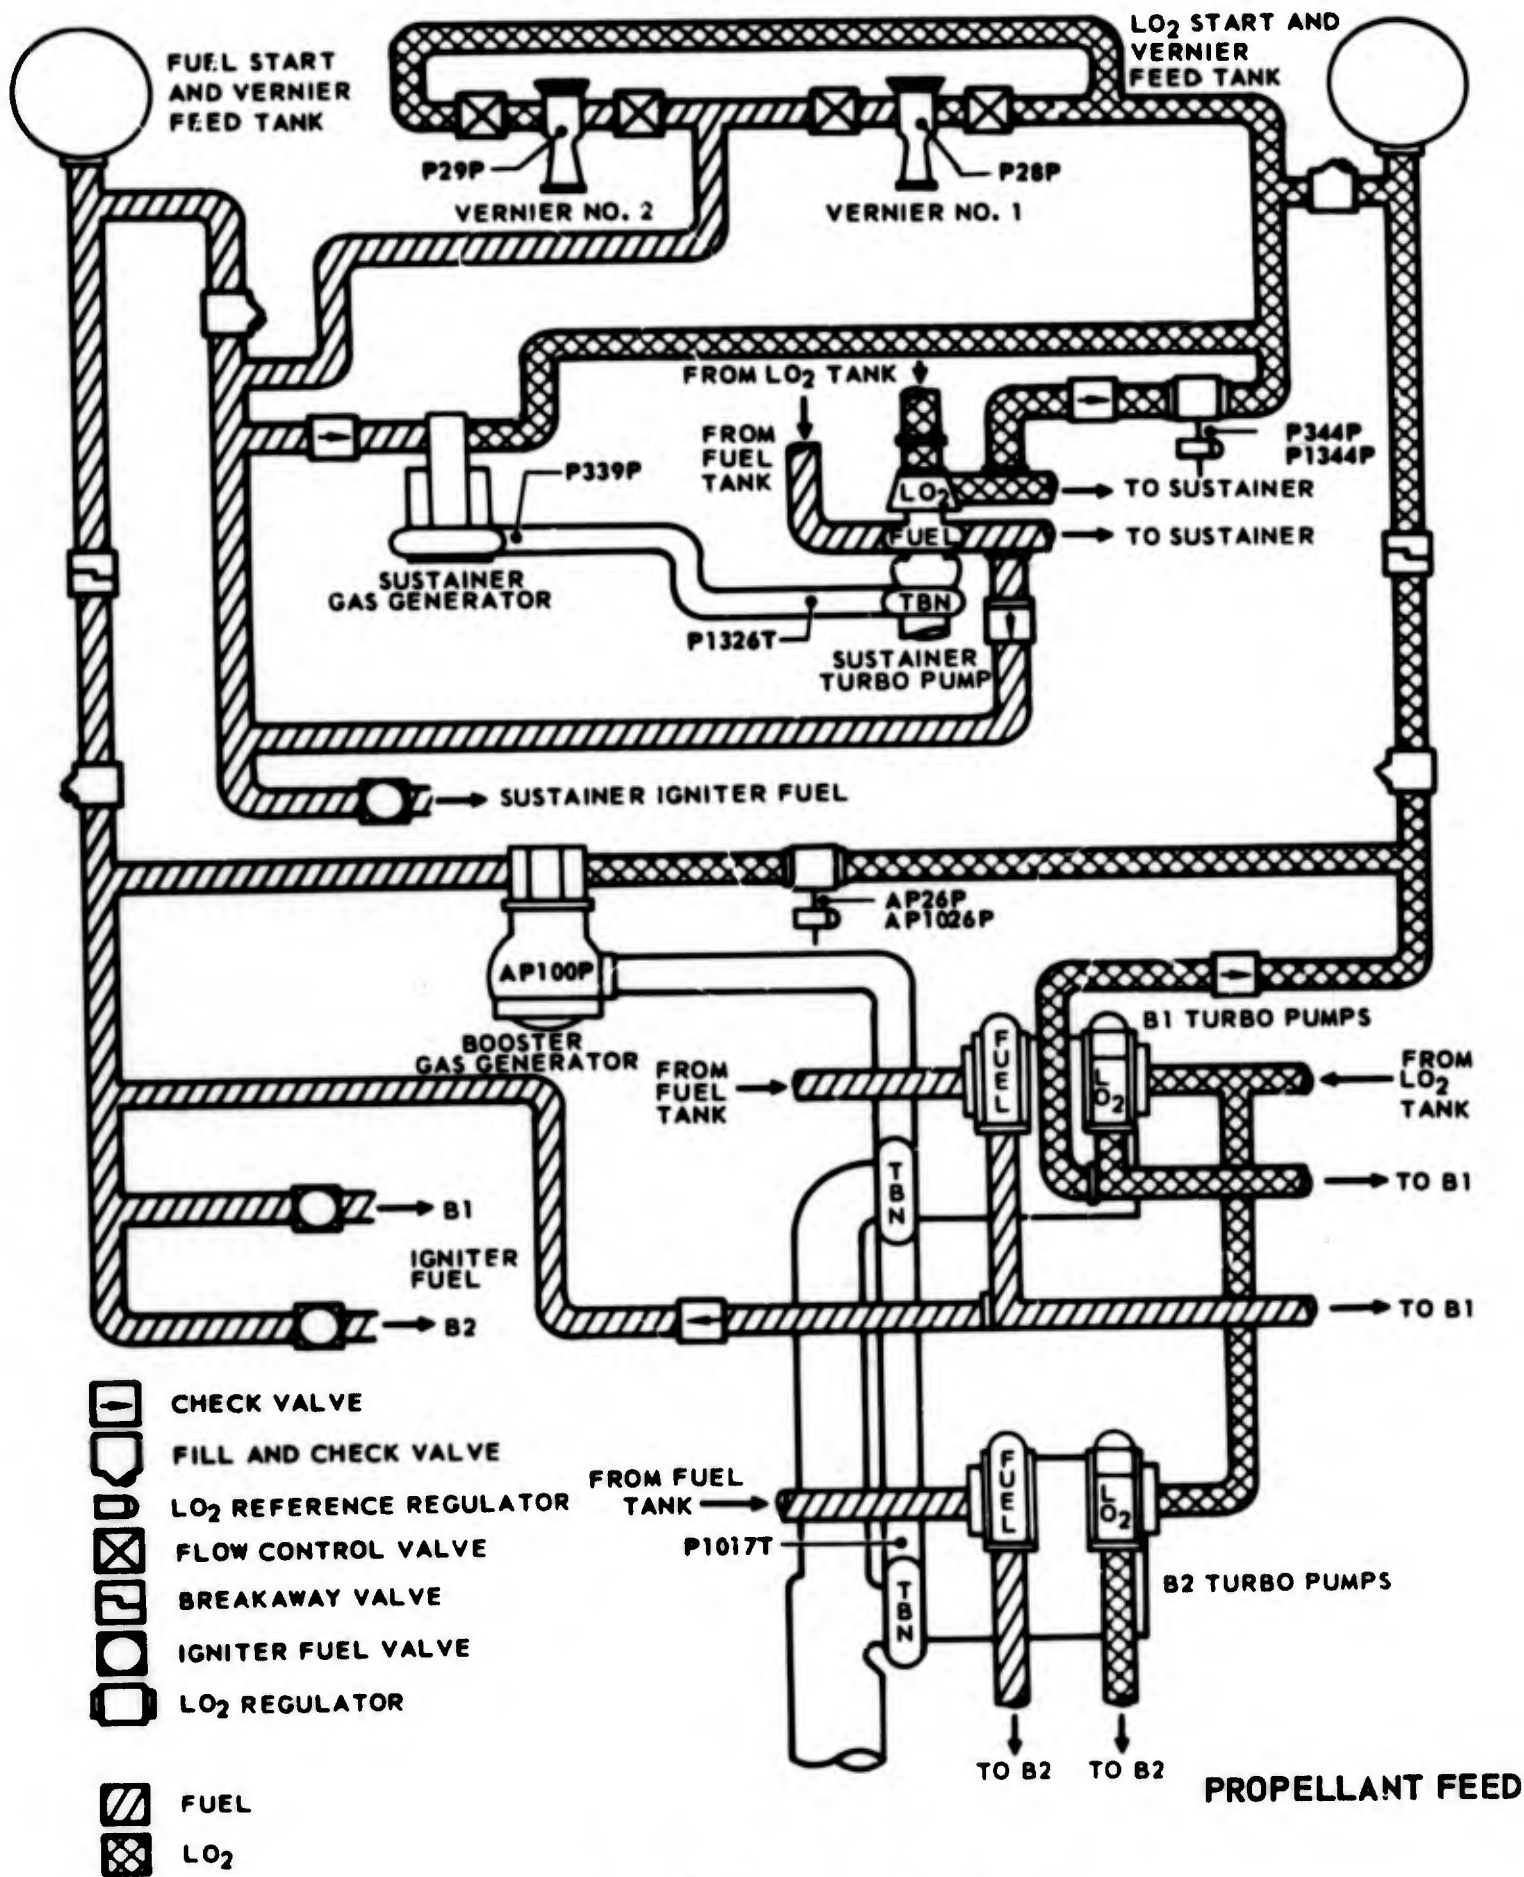 FUEL START
AND VERNIER
FEED TANK
LO2 START AND
VERNIER
FEED TANK
P29P
P28P
VERNIER NO. 2
VERNIER NO. 1
FROM LO2 TANK
FROM
FUEL
TANK
P339P
P344P
P1344P
LO2
TO SUSTAINER
FUEL
TO SUSTAINER
SUSTAINER
GAS GENERATOR
TBN
P1326T
SUSTAINER
TURBO PUMP
SUSTAINER IGNITER FUEL
AP26P
AP1026P
AP100P
BOOSTER
GAS GENERATOR
B1 TURBO PUMPS
FROM
FUEL
TANK
FUEL
LO2
FROM
LO2
TANK
TBN
TO B1
B1
IGNITER
FUEL
B2
TO B1
CHECK VALVE
FILL AND CHECK VALVE
LO2 REFERENCE REGULATOR
FLOW CONTROL VALVE
BREAKAWAY VALVE
IGNITER FUEL VALVE
LO2 REGULATOR
FROM FUEL
TANK
FUEL
LO2
P1017T
TBN
B2 TURBO PUMPS
TO B2
TO B2
PROPELLANT FEED
FUEL
LO2